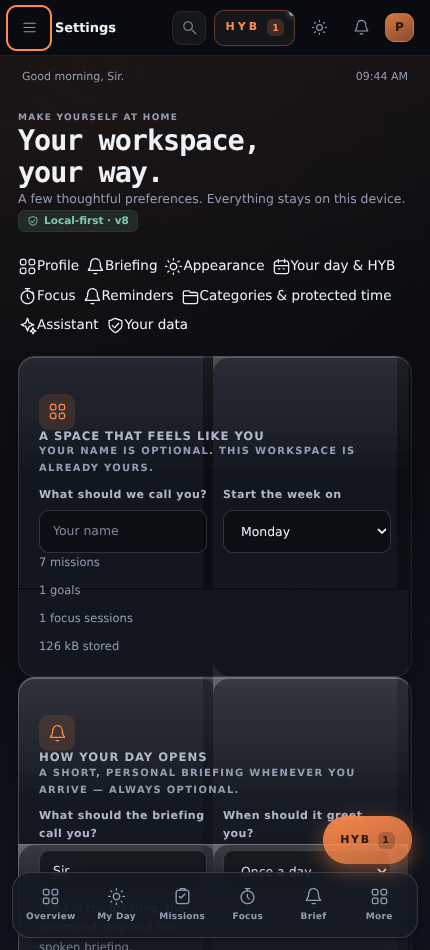 Settings
HYB 1
P
Good morning, Sir.
09:44 AM
MAKE YOURSELF AT HOME
Your workspace,
your way.
A few thoughtful preferences. Everything stays on this device.
Local-first · v8
Profile Briefing Appearance Your day & HYB
Focus Reminders Categories & protected time
Assistant Your data
A SPACE THAT FEELS LIKE YOU
YOUR NAME IS OPTIONAL. THIS WORKSPACE IS
ALREADY YOURS.
What should we call you?
Start the week on
Your name
Monday
7 missions
1 goals
1 focus sessions
126 kB stored
HOW YOUR DAY OPENS
A SHORT, PERSONAL BRIEFING WHENEVER YOU
ARRIVE — ALWAYS OPTIONAL.
What should the briefing
call you?
When should it greet
you?
HYB 1
Sir
Once a day
Overview My Day Missions Focus Brief More
spoken briefing.